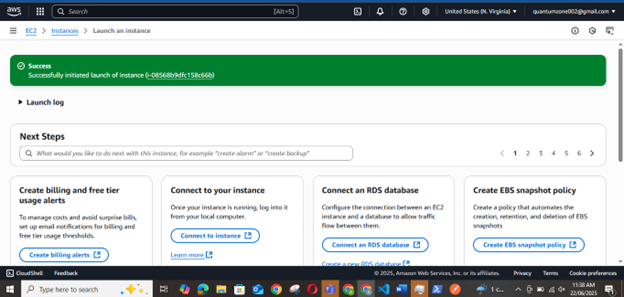 aws
Search
[Alt+S]
United States (N. Virginia)
quantumzone002@gmail.com
EC2 > Instances > Launch an instance
Success
Successfully initiated launch of instance (i-08568b9dfc158c66b)
Launch log
Next Steps
What would you like to do next with this instance, for example "create alarm" or "create backup"
1 2 3 4 5 6
Create billing and free tier
usage alerts
To manage costs and avoid surprise bills,
set up email notifications for billing and
free tier usage thresholds.
Create billing alerts
Connect to your instance
Once your instance is running, log into
it from your local computer.
Connect to instance
Learn more
Connect an RDS database
Configure the connection between an EC2
instance and a database to allow traffic
flow between them.
Connect an RDS database
Create a new RDS database
Create EBS snapshot policy
Create a policy that automates the
creation, retention, and deletion of EBS
snapshots
Create EBS snapshot policy
CloudShell
Feedback
© 2025, Amazon Web Services, Inc. or its affiliates.
Privacy
Terms
Cookie preferences
Type here to search
1 c...
11:38 AM
22/06/2025